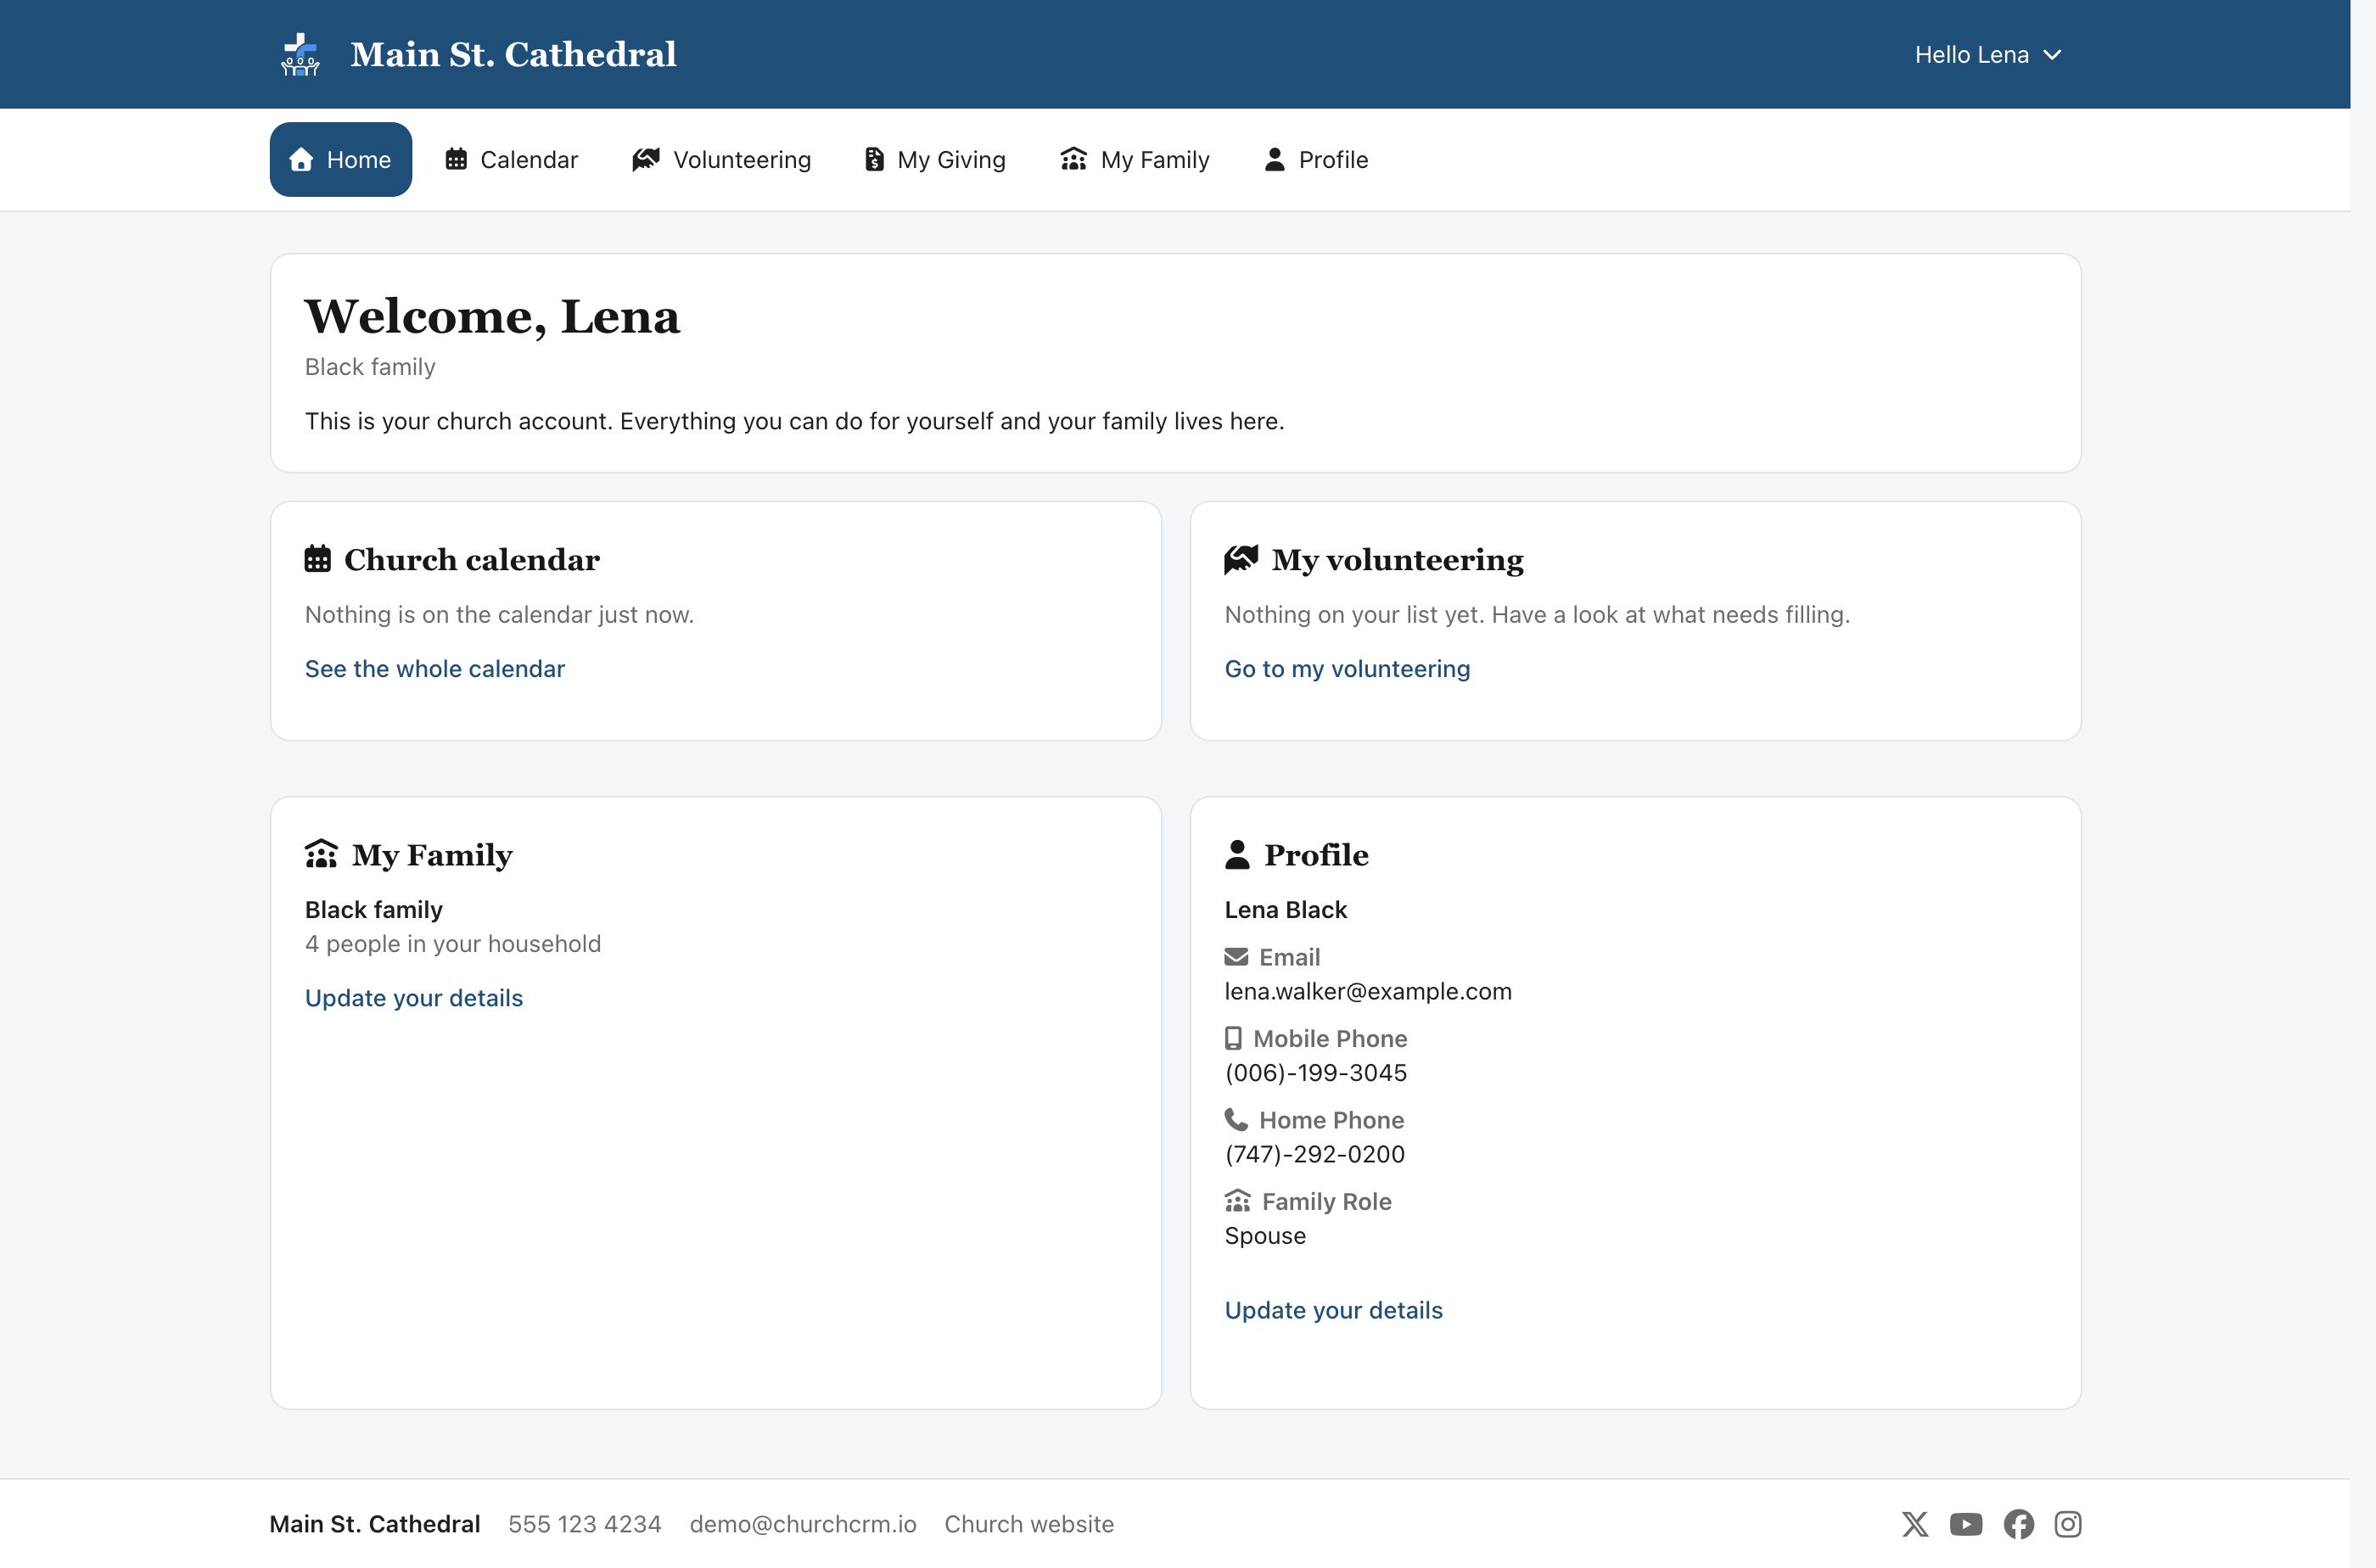 Main St. Cathedral
Hello Lena
Home
Calendar
Volunteering
My Giving
My Family
Profile
Welcome, Lena
Black family
This is your church account. Everything you can do for yourself and your family lives here.
Church calendar
Nothing is on the calendar just now.
See the whole calendar
My volunteering
Nothing on your list yet. Have a look at what needs filling.
Go to my volunteering
My Family
Black family
4 people in your household
Update your details
Profile
Lena Black
Email
lena.walker@example.com
Mobile Phone
(006)-199-3045
Home Phone
(747)-292-0200
Family Role
Spouse
Update your details
Main St. Cathedral
555 123 4234
demo@churchcrm.io
Church website